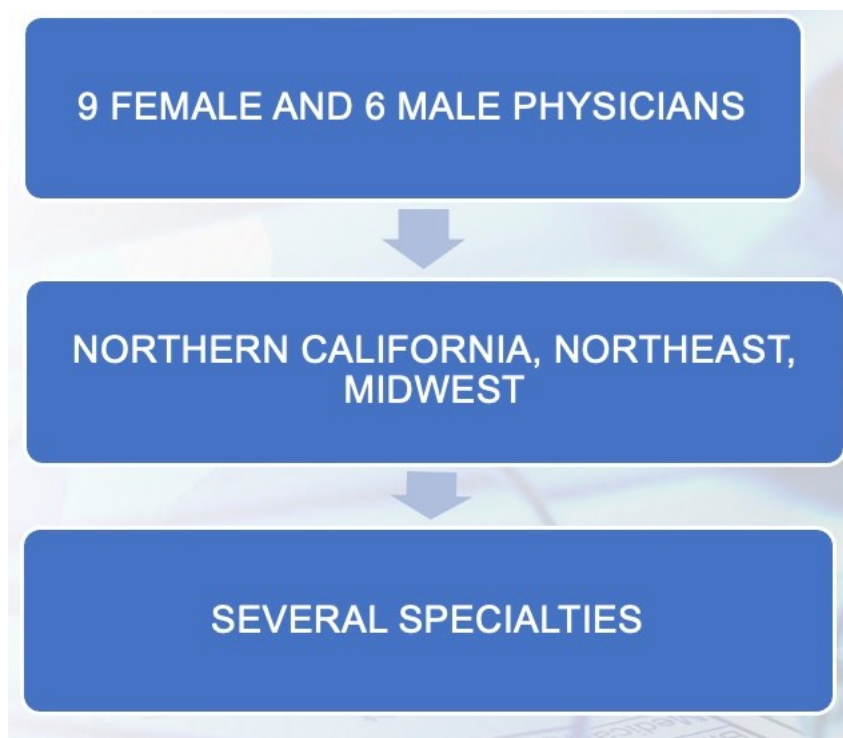 9 FEMALE AND 6 MALE PHYSICIANS
NORTHERN CALIFORNIA, NORTHEAST,
MIDWEST
SEVERAL SPECIALTIES